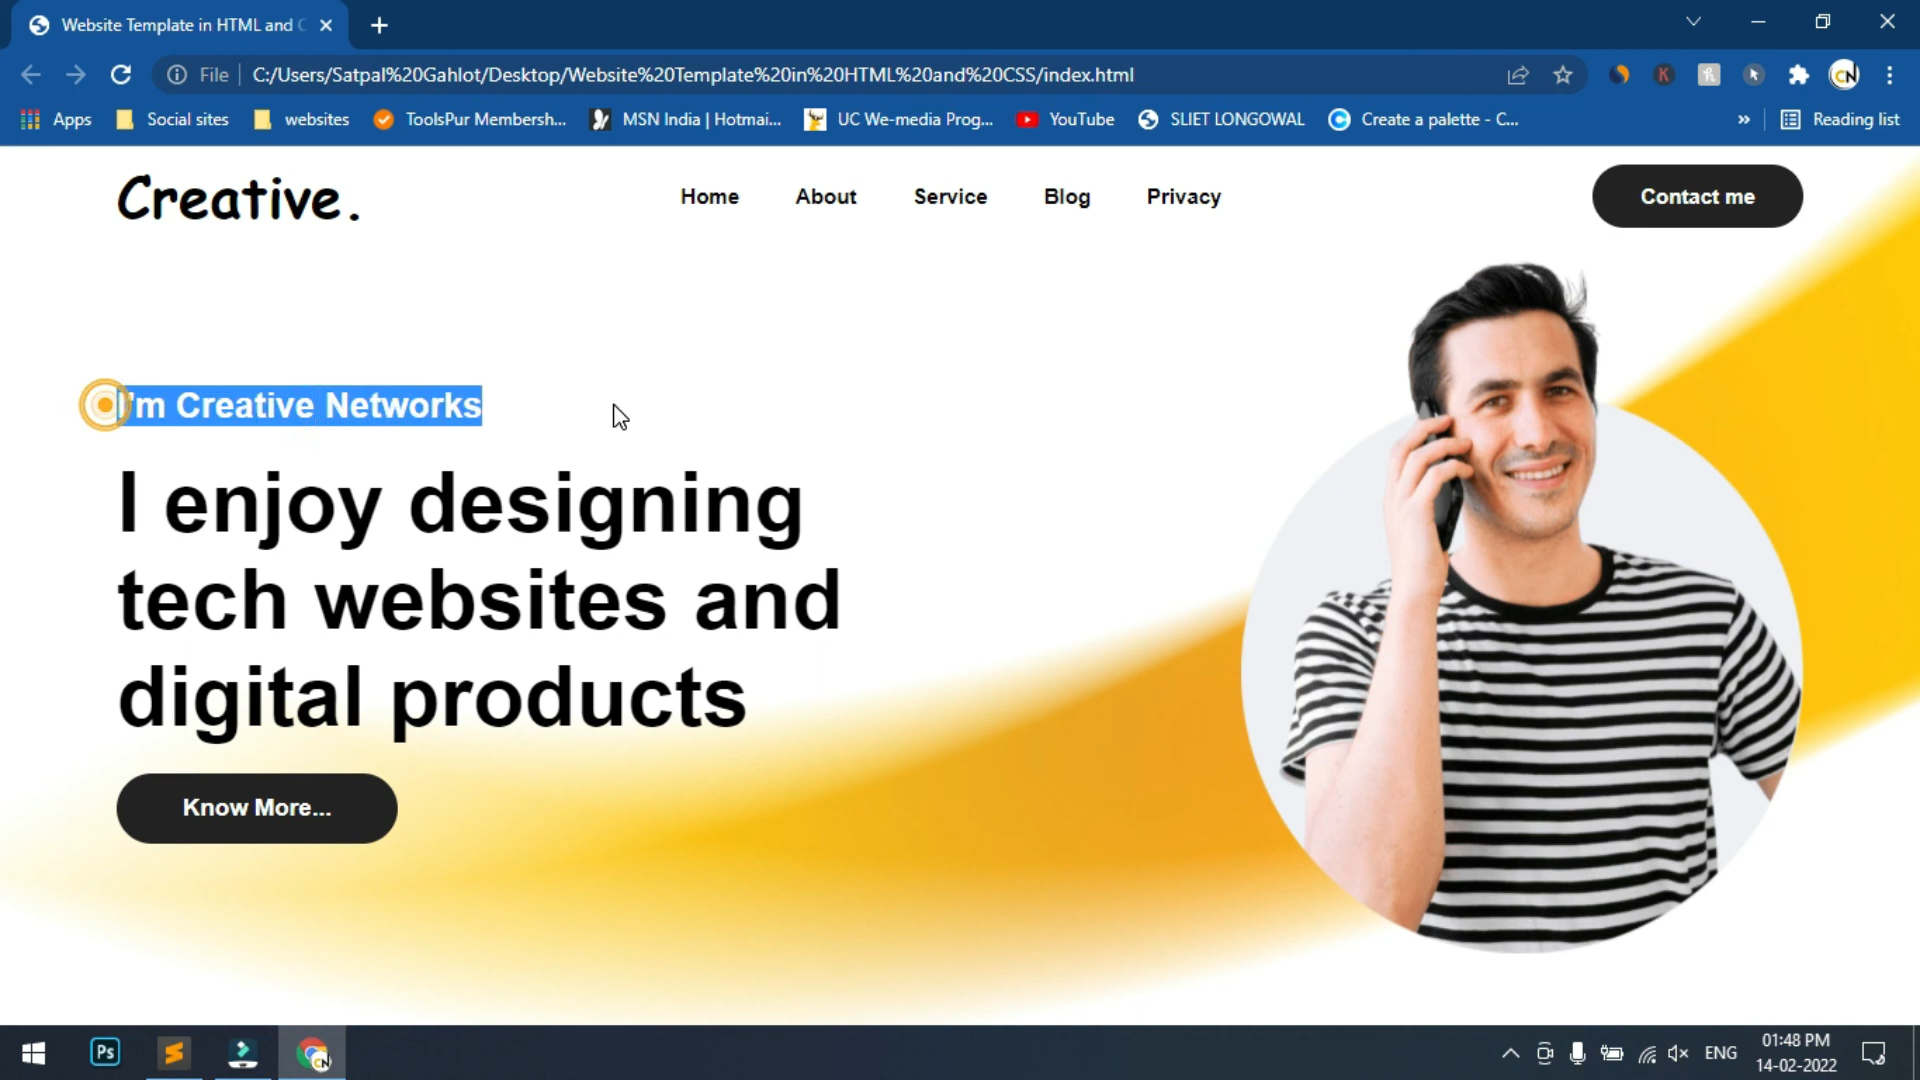 Website Template in HTML and C
File
C:/Users/Satpal%20Gahlot/Desktop/Website%20Template%20in%20HTML%20and%20CSS/index.html
K
CN
Apps
Social sites
websites
ToolsPur Membersh...
MSN India | Hotmai...
UC We-media Prog...
YouTube
SLIET LONGOWAL
Create a palette - C...
»
Reading list
Creative.
Home
About
Service
Blog
Privacy
Contact me
I'm Creative Networks
I enjoy designing
tech websites and
digital products
Know More...
Ps
CN
ENG
01:48 PM
14-02-2022